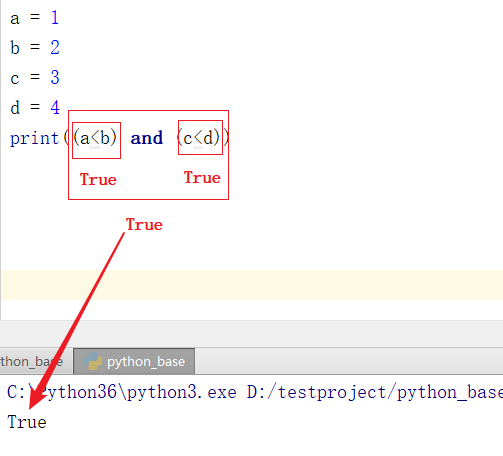 a = 1
b = 2
c = 3
d = 4
print((a<b) and (c<d))
True True
True
thon_base python_base
C:\Python36\python3.exe D:/testproject/python_base
True